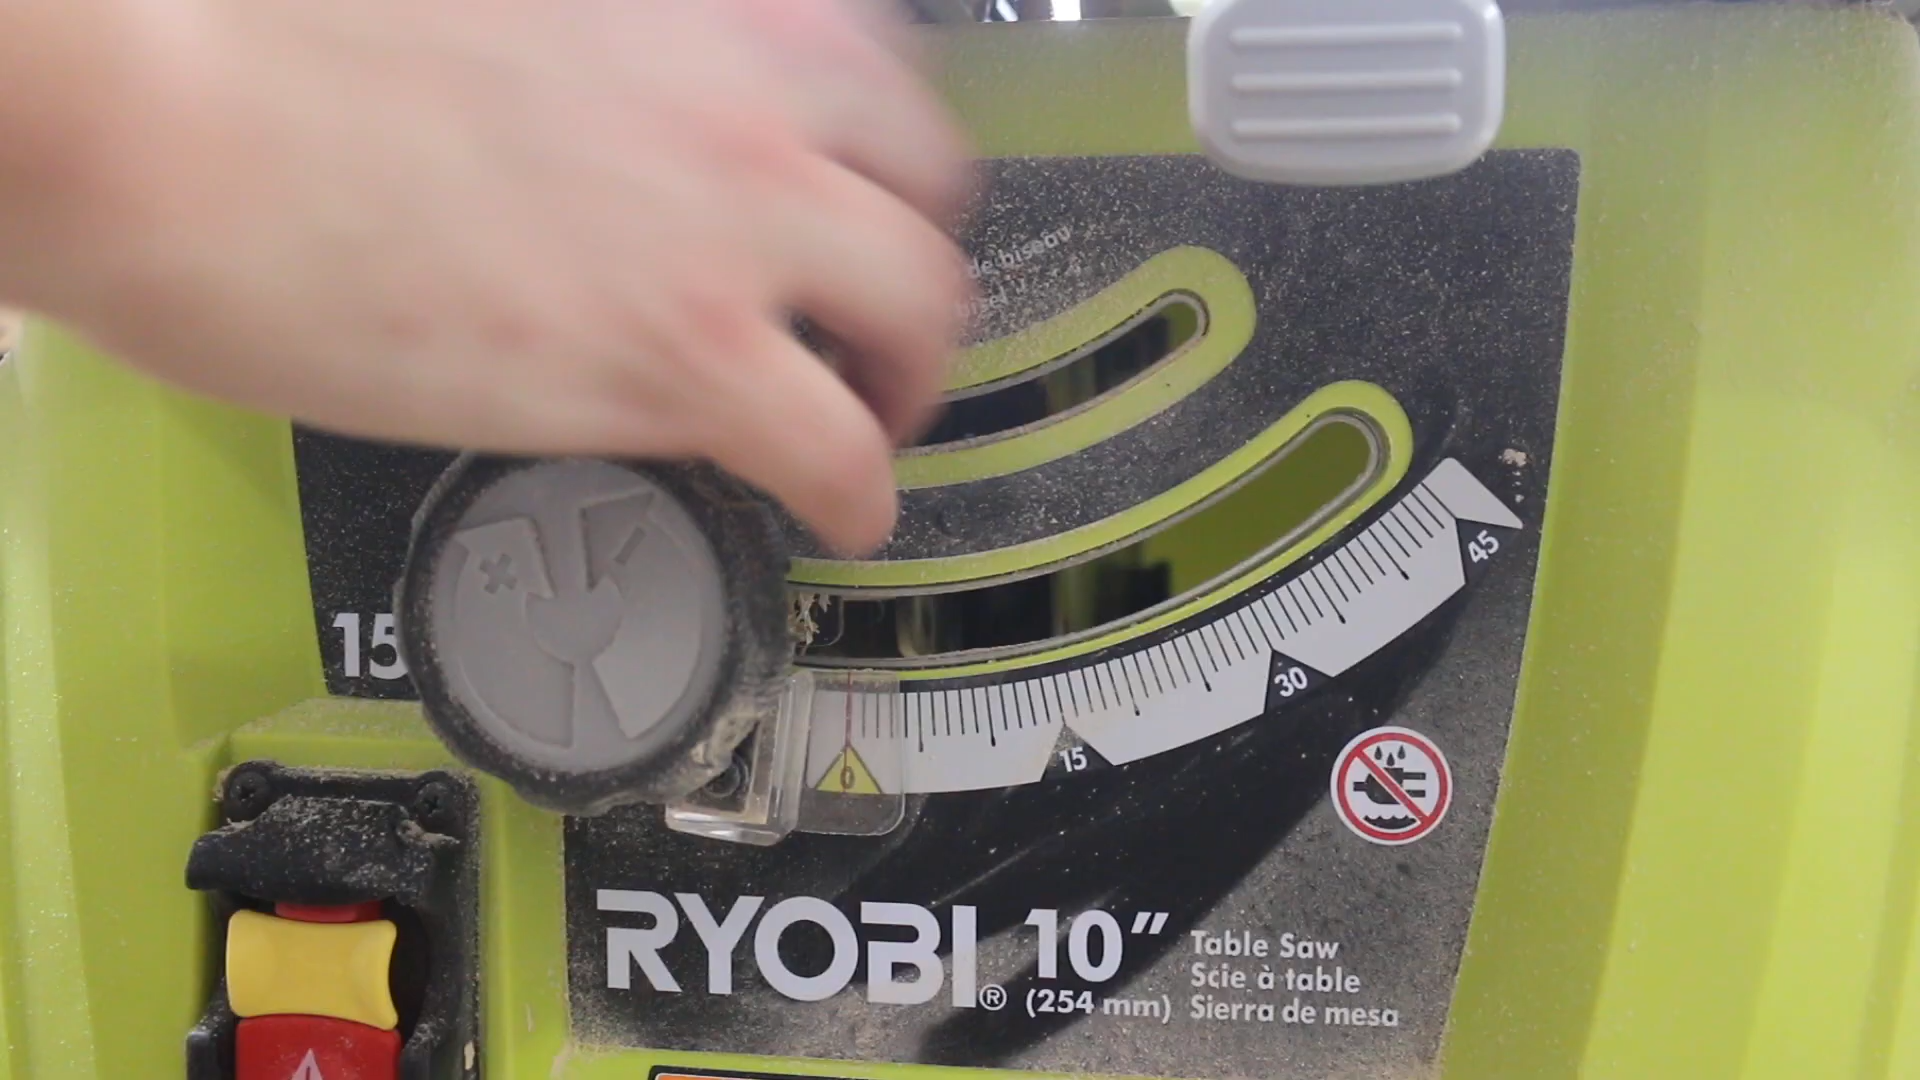 de biseau
15
45
30
15
0
RYOBI® 10"
(254 mm)
Table Saw
Scie à table
Sierra de mesa